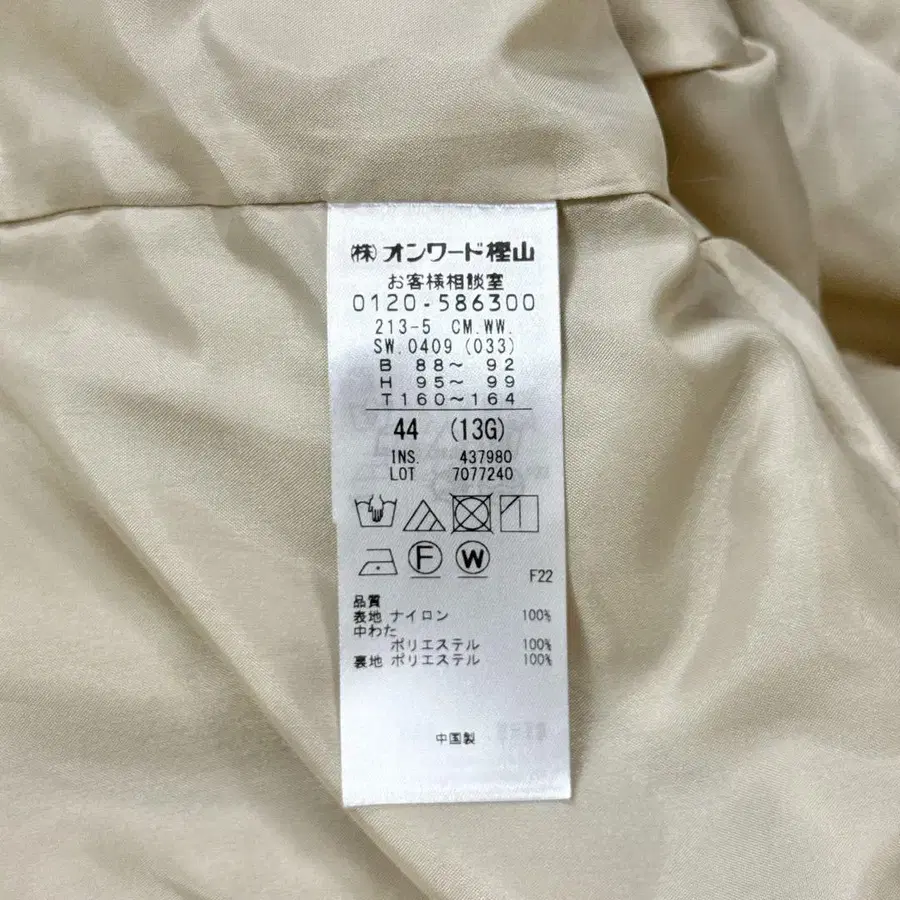 ㈱オンワード樫山
お客様相談室
0120-586300
213-5 CM.WW.
SW.0409 (033)
B 88～ 92
H 95～ 99
T160～164
44 (13G)
INS. 437980
LOT 7077240
F
W
F22
品質
表地 ナイロン 100%
中わた
ポリエステル 100%
裏地 ポリエステル 100%
中国製